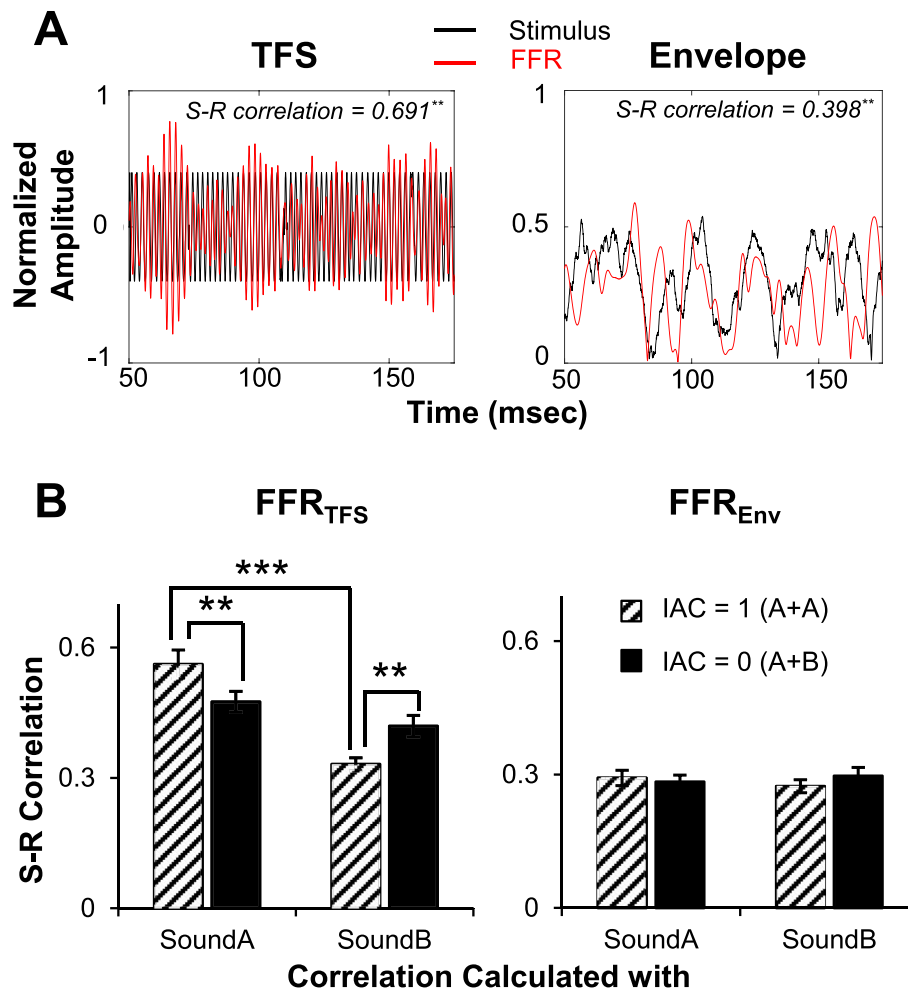 A
Stimulus
FFR
TFS
Envelope
S-R correlation = 0.691**
S-R correlation = 0.398**
Normalized
Amplitude
1
0
-1
50
100
150
1
0.5
0
50
100
150
Time (msec)
B
FFRTFS
FFREnv
***
**
**
IAC = 1 (A+A)
IAC = 0 (A+B)
S-R Correlation
0.6
0.3
0
0.6
0.3
0
SoundA
SoundB
SoundA
SoundB
Correlation Calculated with